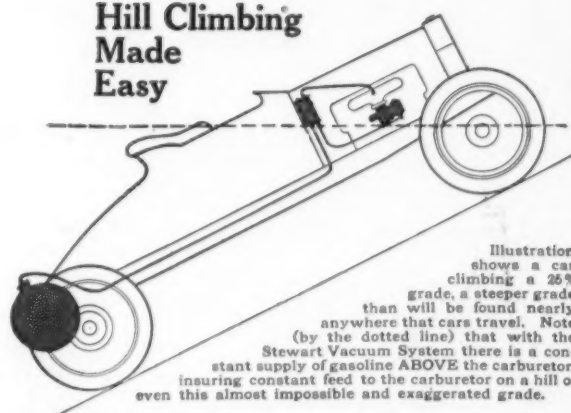 Hill Climbing
Made
Easy
Illustration
shows a car
climbing a 25%
grade, a steeper grade
than will be found nearly
anywhere that cars travel. Note
(by the dotted line) that with the
Stewart Vacuum System there is a con-
stant supply of gasoline ABOVE the carburetor
insuring constant feed to the carburetor on a hill o
even this almost impossible and exaggerated grade.